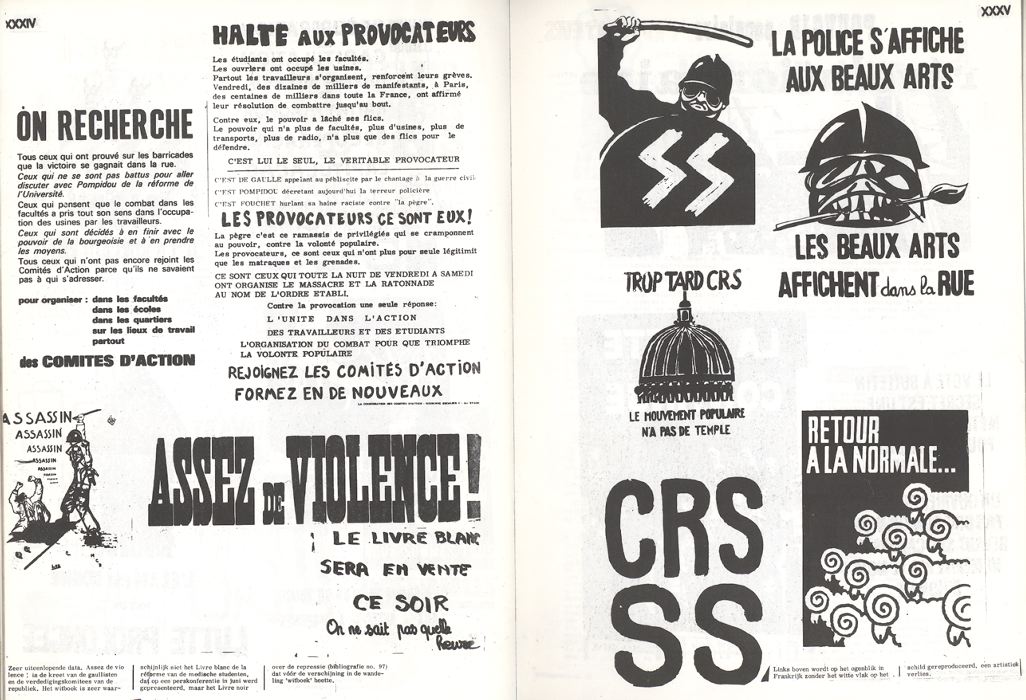 XXXIV
ON RECHERCHE
Tous ceux qui ont prouvé sur les barricades
que la victoire se gagnait dans la rue.
Ceux qui ne se sont pas battus pour aller
discuter avec Pompidou de la réforme de
l'Université.
Ceux qui pensent que le combat dans les
facultés a pris tout son sens dans l'occupa-
tion des usines par les travailleurs.
Ceux qui sont décidés à en finir avec le
pouvoir de la bourgeoisie et à en prendre
les moyens.
Tous ceux qui n'ont pas encore rejoint les
Comités d'Action parce qu'ils ne savaient
pas à qui s'adresser.
pour organiser : dans les facultés
dans les écoles
dans les quartiers
sur les lieux de travail
partout
des COMITES D'ACTION
HALTE AUX PROVOCATEURS
Les étudiants ont occupé les facultés.
Les ouvriers ont occupé les usines.
Partout les travailleurs s'organisent, renforcent leurs grèves.
Vendredi, des dizaines de milliers de manifestants, à Paris,
des centaines de milliers dans toute la France, ont affirmé
leur résolution de combattre jusqu'au bout.
Contre eux, le pouvoir a lâché ses flics.
Le pouvoir qui n'a plus de facultés, plus d'usines, plus de
transports, plus de radio, n'a plus que des flics pour le
défendre.
C'EST LUI LE SEUL, LE VERITABLE PROVOCATEUR
C'EST DE GAULLE appelant au plébiscite par le chantage à la guerre civil
C'EST POMPIDOU décretant aujourd'hui la terreur policière
C'EST FOUCHET hurlant sa haine raciste contre "la pègre".
LES PROVOCATEURS CE SONT EUX!
La pègre c'est ce ramassis de privilégiés qui se cramponnent
au pouvoir, contre la volonté populaire.
Les provocateurs, ce sont ceux qui n'ont plus pour seule légitimit
que les matraques et les grenades.
CE SONT CEUX QUI TOUTE LA NUIT DE VENDREDI A SAMEDI
ONT ORGANISE LE MASSACRE ET LA RATONNADE
AU NOM DE L'ORDRE ETABLI.
Contre la provocation une seule réponse:
L'UNITE DANS L'ACTION
DES TRAVAILLEURS ET DES ETUDIANTS
L'ORGANISATION DU COMBAT POUR QUE TRIOMPHE
LA VOLONTE POPULAIRE
REJOIGNEZ LES COMITÉS D'ACTION
FORMEZ EN DE NOUVEAUX
ASSASSIN
ASSASSIN
ASSASSIN
ASSASSIN
ASSASSIN
ASSEZ DE VIOLENCE!
LE LIVRE BLANC
SERA EN VENTE
CE SOIR
On ne sait pas quelle
heure
Zeer uiteenlopende data. Assez de vio
lence : is de kreet van de gaullisten
en de verdedigingskomitees van de
republiek. Het witboek is zeer waar-
schijnlijk niet het Livre blanc de la
réforme van de medische studenten,
dat op een perskonferentie in juni werd
gepresenteerd, maar het Livre noir
over de repressie (bibliografie no. 97)
dat vóór de verschijning in de wande-
ling 'witboek' heette.
XXXV
LA POLICE S'AFFICHE
AUX BEAUX ARTS
SS
LES BEAUX ARTS
AFFICHENT dans la RUE
TROP TARD CRS
LE MOUVEMENT POPULAIRE
N'A PAS DE TEMPLE
RETOUR
A LA NORMALE...
CRS
SS
Links boven wordt op het ogenblik in
Frankrijk zonder het witte vlak op het
schild gereproduceerd, een artistiek
verlies.